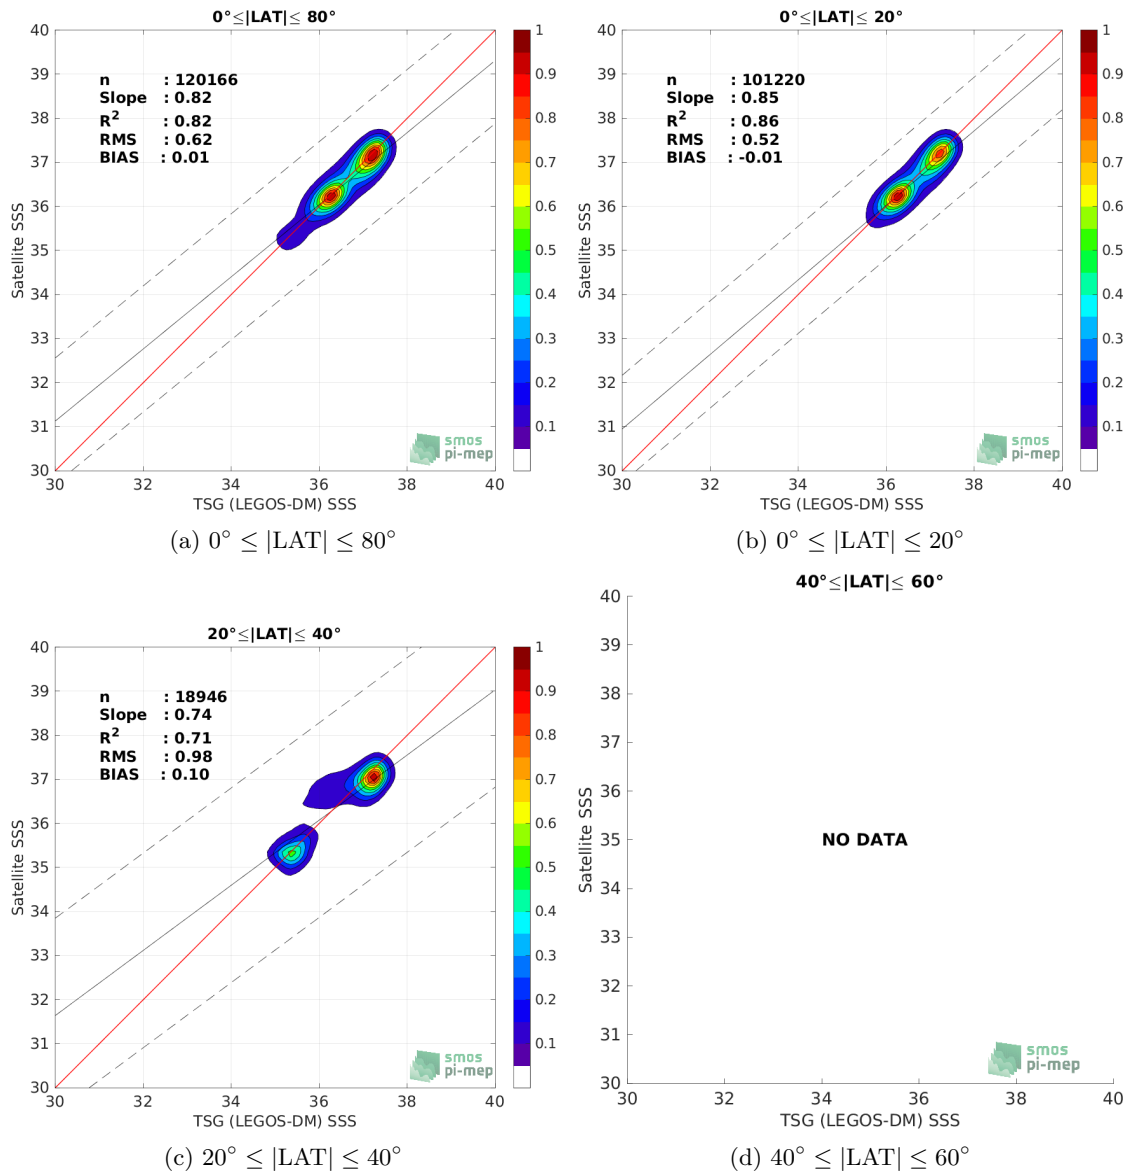 0°≤|LAT|≤ 80°
n : 120166
Slope : 0.82
R² : 0.82
RMS : 0.62
BIAS : 0.01
40
39
38
37
36
35
34
33
32
31
30
Satellite SSS
30 32 34 36 38 40
TSG (LEGOS-DM) SSS
1
0.9
0.8
0.7
0.6
0.5
0.4
0.3
0.2
0.1
smos
pi-mep
(a) 0° ≤ |LAT| ≤ 80°
0°≤|LAT|≤ 20°
n : 101220
Slope : 0.85
R² : 0.86
RMS : 0.52
BIAS : -0.01
40
39
38
37
36
35
34
33
32
31
30
Satellite SSS
30 32 34 36 38 40
TSG (LEGOS-DM) SSS
1
0.9
0.8
0.7
0.6
0.5
0.4
0.3
0.2
0.1
smos
pi-mep
(b) 0° ≤ |LAT| ≤ 20°
20°≤|LAT|≤ 40°
n : 18946
Slope : 0.74
R² : 0.71
RMS : 0.98
BIAS : 0.10
40
39
38
37
36
35
34
33
32
31
30
Satellite SSS
30 32 34 36 38 40
TSG (LEGOS-DM) SSS
1
0.9
0.8
0.7
0.6
0.5
0.4
0.3
0.2
0.1
smos
pi-mep
(c) 20° ≤ |LAT| ≤ 40°
40°≤|LAT|≤ 60°
40
39
38
37
36
35
34
33
32
31
30
Satellite SSS
NO DATA
30 32 34 36 38 40
TSG (LEGOS-DM) SSS
smos
pi-mep
(d) 40° ≤ |LAT| ≤ 60°